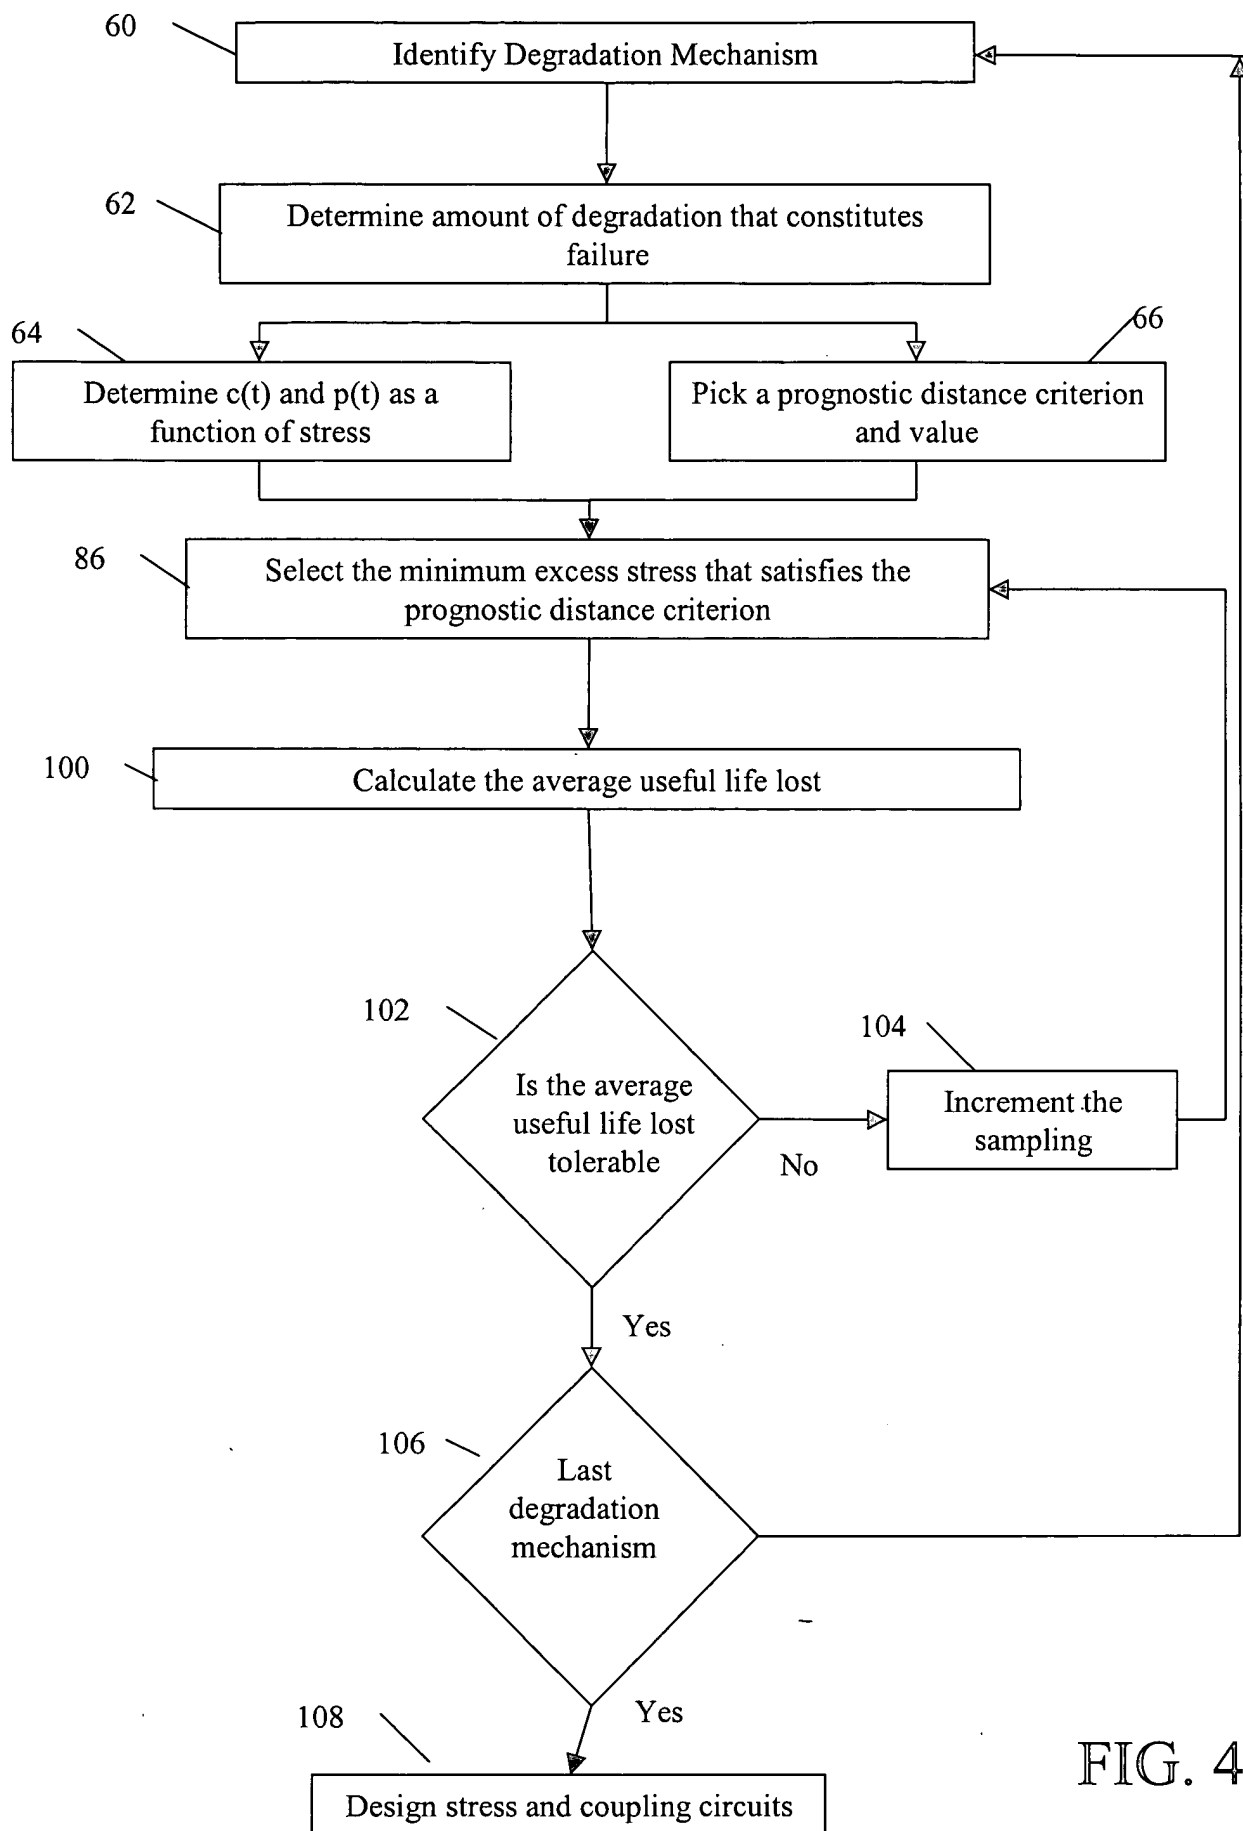 60
Identify Degradation Mechanism
62
Determine amount of degradation that constitutes
failure
64
Determine c(t) and p(t) as a
function of stress
66
Pick a prognostic distance criterion
and value
86
Select the minimum excess stress that satisfies the
prognostic distance criterion
100
Calculate the average useful life lost
102
Is the average
useful life lost
tolerable
No
104
Increment the
sampling
Yes
106
Last
degradation
mechanism
Yes
108
Design stress and coupling circuits
FIG. 4